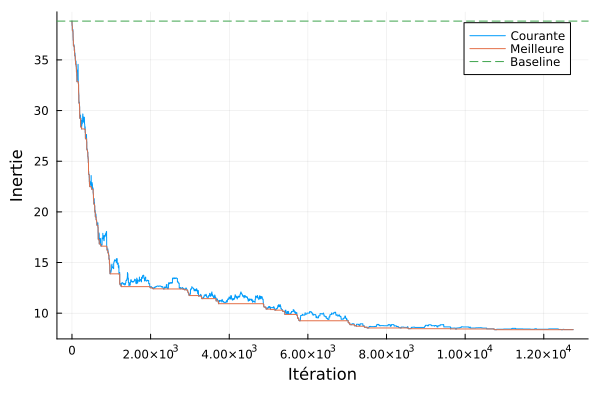 Courante
Meilleure
Baseline
35
30
25
20
15
10
Inertie
0
2.00×10³
4.00×10³
6.00×10³
8.00×10³
1.00×10⁴
1.20×10⁴
Itération